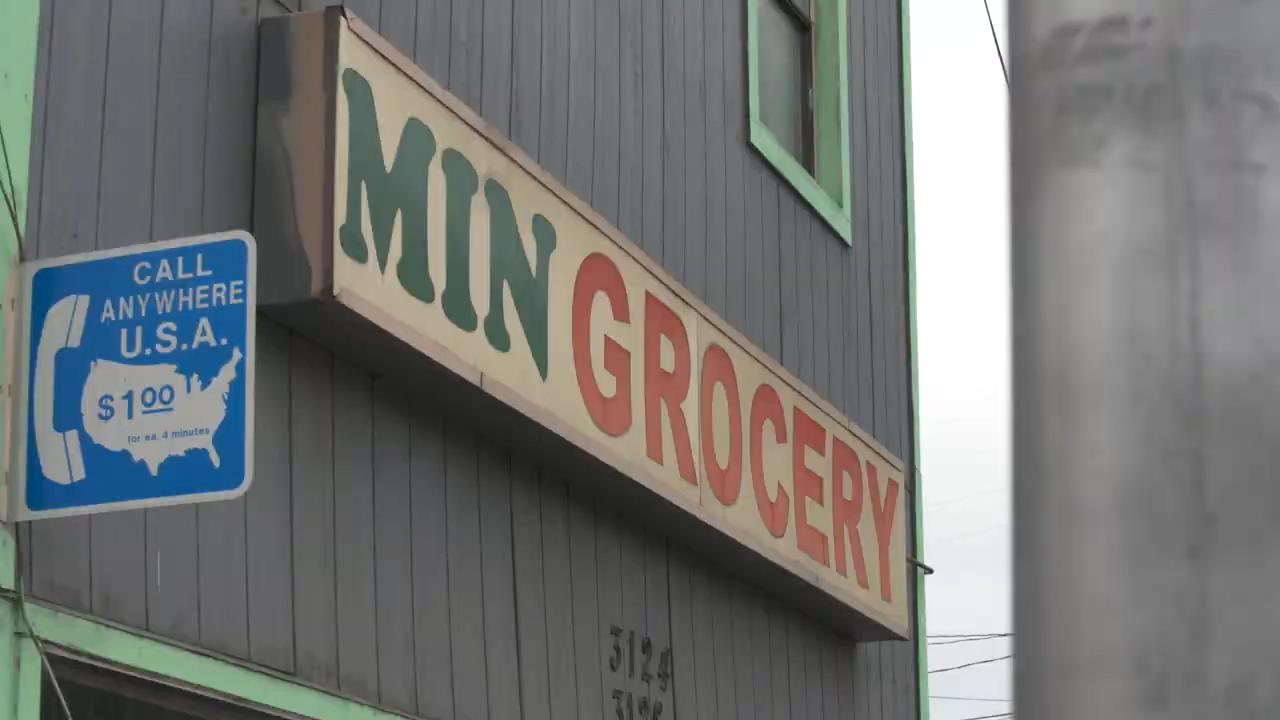 CALL
ANYWHERE
U.S.A.
$1.00
for ea. 4 minutes
MIN GROCERY
3124